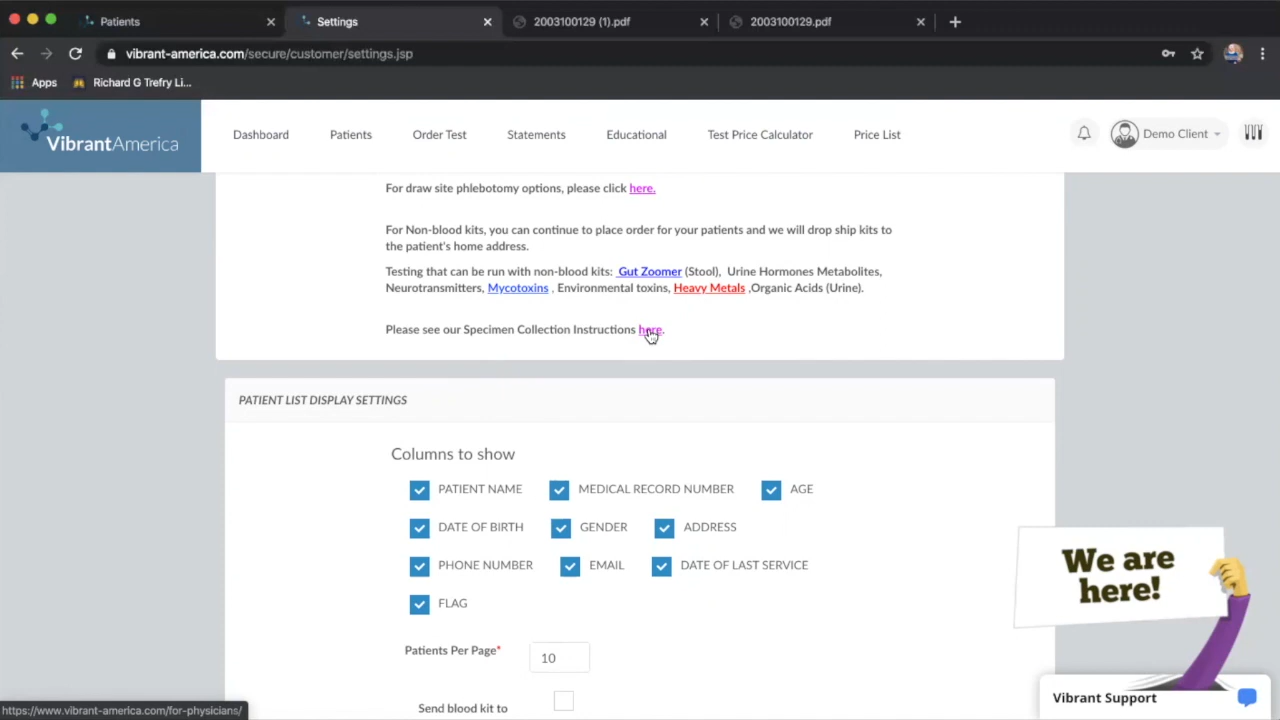 Patients
Settings
2003100129 (1).pdf
2003100129.pdf
vibrant-america.com/secure/customer/settings.jsp
Apps
Richard G Trefry Li...
VibrantAmerica
Dashboard
Patients
Order Test
Statements
Educational
Test Price Calculator
Price List
Demo Client
For draw site phlebotomy options, please click here.
For Non-blood kits, you can continue to place order for your patients and we will drop ship kits to
the patient's home address.
Testing that can be run with non-blood kits: Gut Zoomer (Stool), Urine Hormones Metabolites,
Neurotransmitters, Mycotoxins , Environmental toxins, Heavy Metals ,Organic Acids (Urine).
Please see our Specimen Collection Instructions here.
PATIENT LIST DISPLAY SETTINGS
Columns to show
PATIENT NAME
MEDICAL RECORD NUMBER
AGE
DATE OF BIRTH
GENDER
ADDRESS
PHONE NUMBER
EMAIL
DATE OF LAST SERVICE
FLAG
Patients Per Page*
10
Send blood kit to
We are
here!
Vibrant Support
https://www.vibrant-america.com/for-physicians/